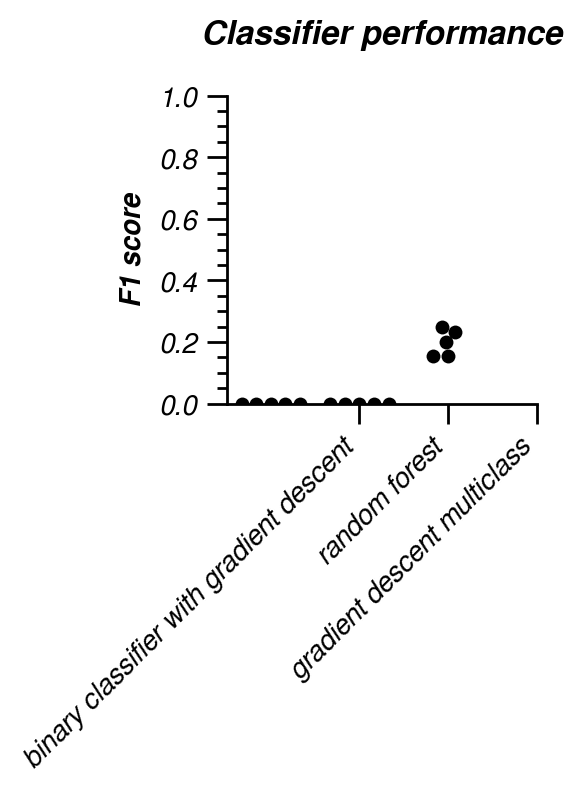 Classifier performance
1.0
0.8
0.6
0.4
0.2
0.0
F1 score
binary classifier with gradient descent
random forest
gradient descent multiclass